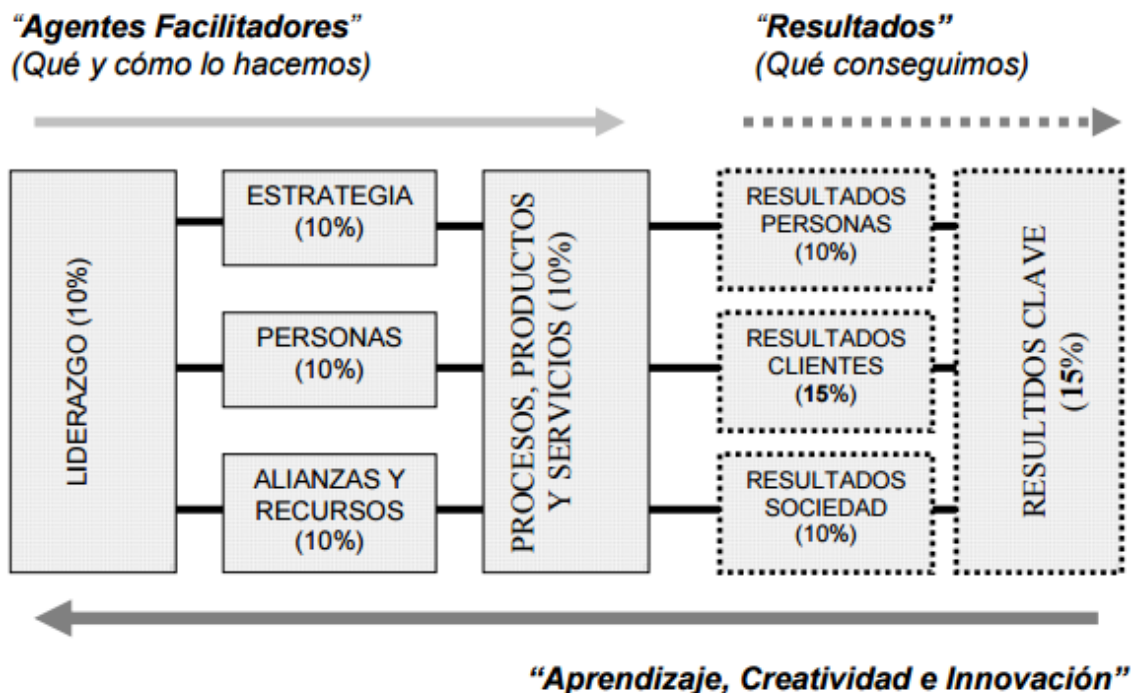 “Agentes Facilitadores”
(Qué y cómo lo hacemos)
“Resultados”
(Qué conseguimos)
LIDERAZGO (10%)
ESTRATEGIA
(10%)
PERSONAS
(10%)
ALIANZAS Y
RECURSOS
(10%)
PROCESOS, PRODUCTOS
Y SERVICIOS (10%)
RESULTADOS
PERSONAS
(10%)
RESULTADOS
CLIENTES
(15%)
RESULTADOS
SOCIEDAD
(10%)
RESULTDOS CLAVE
(15%)
“Aprendizaje, Creatividad e Innovación”